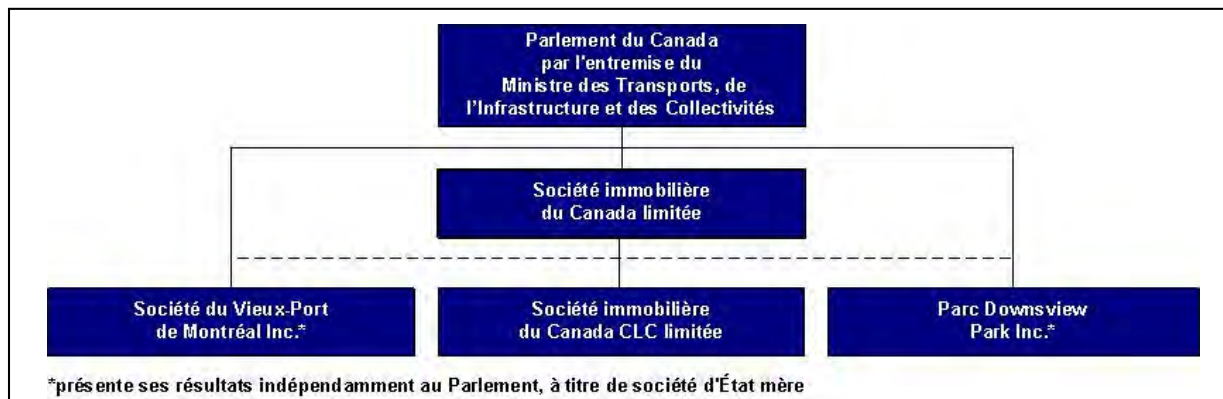 Parlement du Canada
par l'entremise du
Ministre des Transports, de
l'Infrastructure et des Collectivités
Société immobilière
du Canada limitée
Société du Vieux-Port
de Montréal Inc.*
Société immobilière
du Canada CLC limitée
Parc Downsview
Park Inc.*
*présente ses résultats indépendamment au Parlement, à titre de société d'État mère